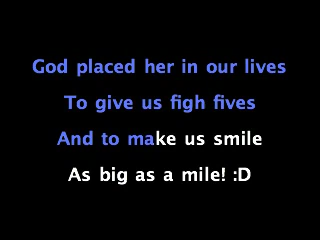 God placed her in our lives
To give us figh fives
And to make us smile
As big as a mile! :D